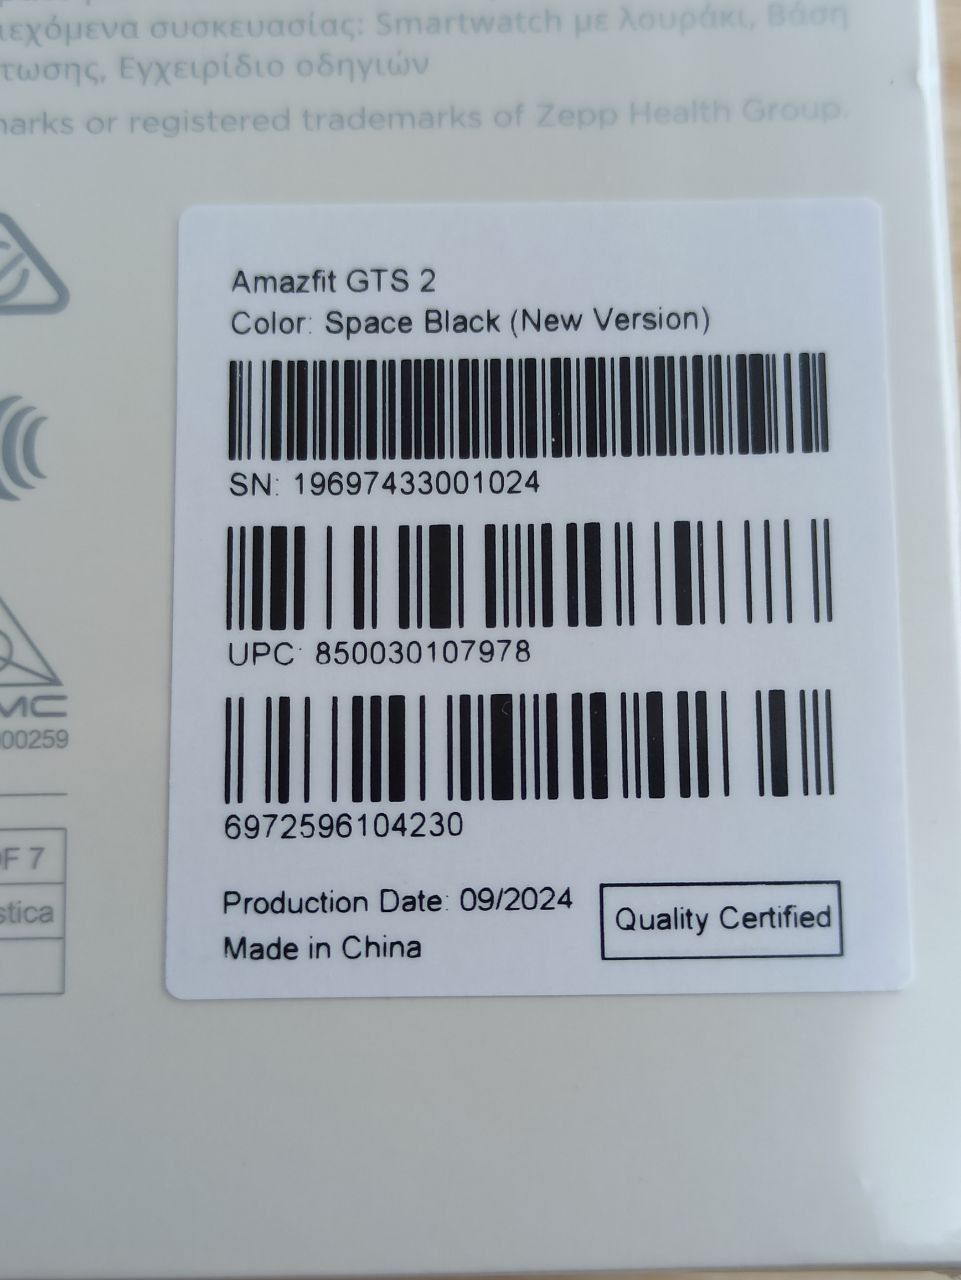 ιεχόμενα συσκευασίας: Smartwatch με λουράκι, Βάση
τωσης, Εγχειρίδιο οδηγιών
arks or registered trademarks of Zepp Health Group.
Amazfit GTS 2
Color: Space Black (New Version)
SN: 19697433001024
UPC: 850030107978
MC
00259
6972596104230
OF 7
stica
Production Date: 09/2024
Quality Certified
Made in China